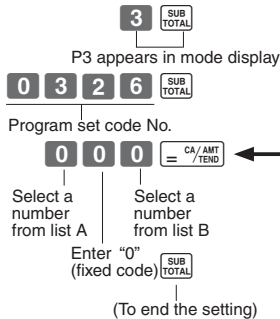 3 SUB TOTAL
P3 appears in mode display
0 3 2 6 SUB TOTAL
Program set code No.
0 0 0 = CA/AMT TEND
Select a number from list A
Select a number from list B
Enter “0” (fixed code)
SUB TOTAL
(To end the setting)